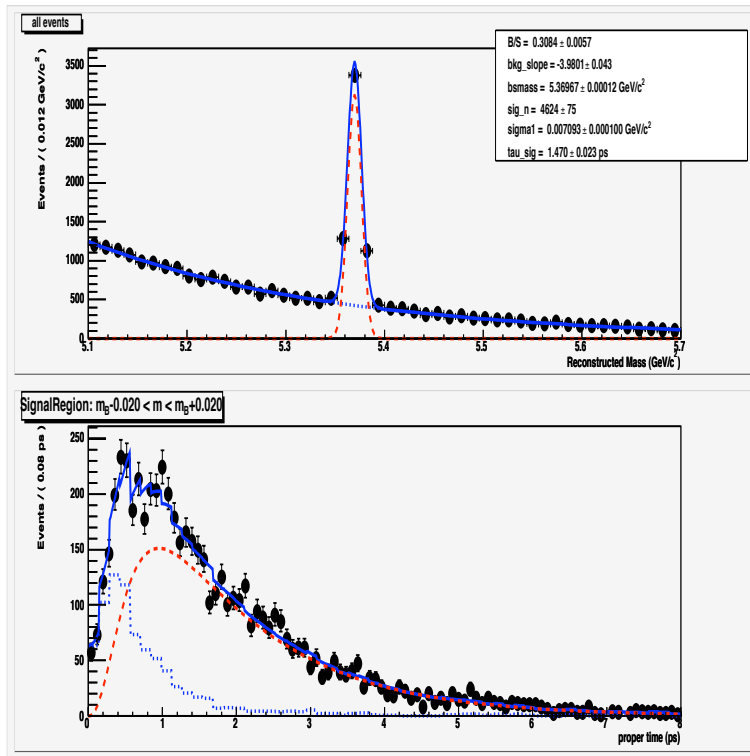 all events
B/S = 0.3084 ± 0.0057
bkg_slope = -3.9801 ± 0.043
bsmass = 5.36967 ± 0.00012 GeV/c²
sig_n = 4624 ± 75
sigma1 = 0.007093 ± 0.000100 GeV/c²
tau_sig = 1.470 ± 0.023 ps
Events / ( 0.012 GeV/c² )
3500
3000
2500
2000
1500
1000
500
0
5.1 5.2 5.3 5.4 5.5 5.6 5.7
Reconstructed Mass (GeV/c²)
SignalRegion: m_B-0.020 < m < m_B+0.020
Events / ( 0.08 ps )
250
200
150
100
50
0
0 1 2 3 4 5 6 7 8
proper time (ps)